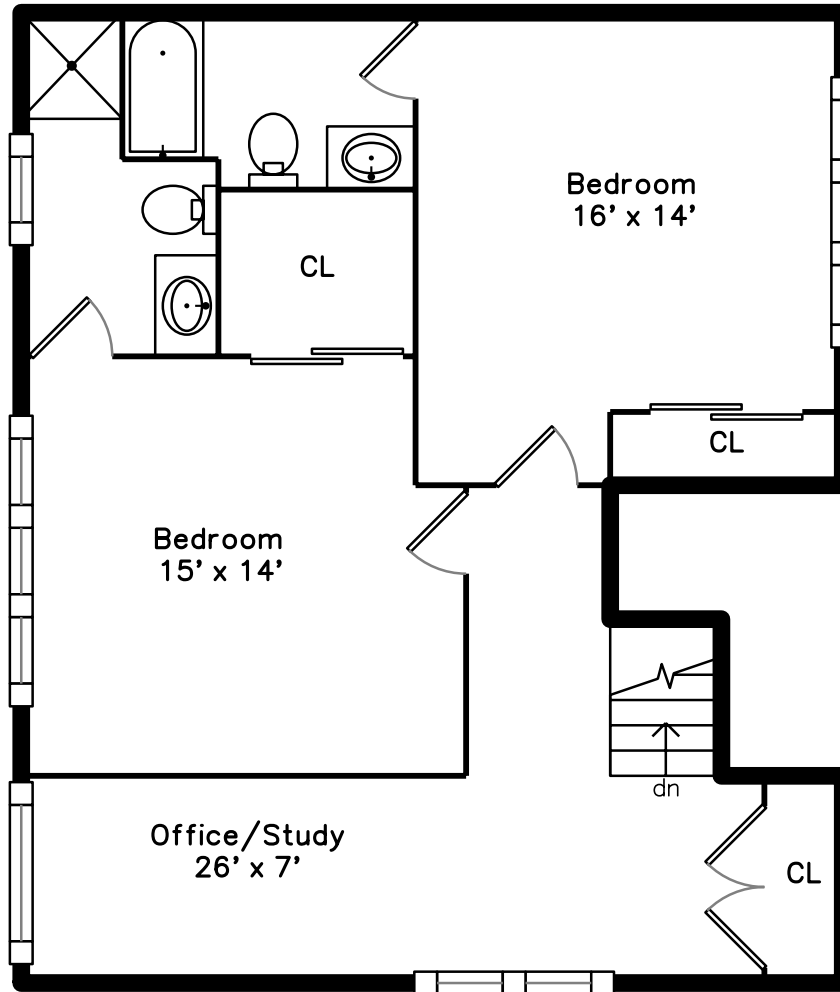 Bedroom
16’ x 14’
CL
CL
Bedroom
15’ x 14’
dn
Office/Study
26’ x 7’
CL